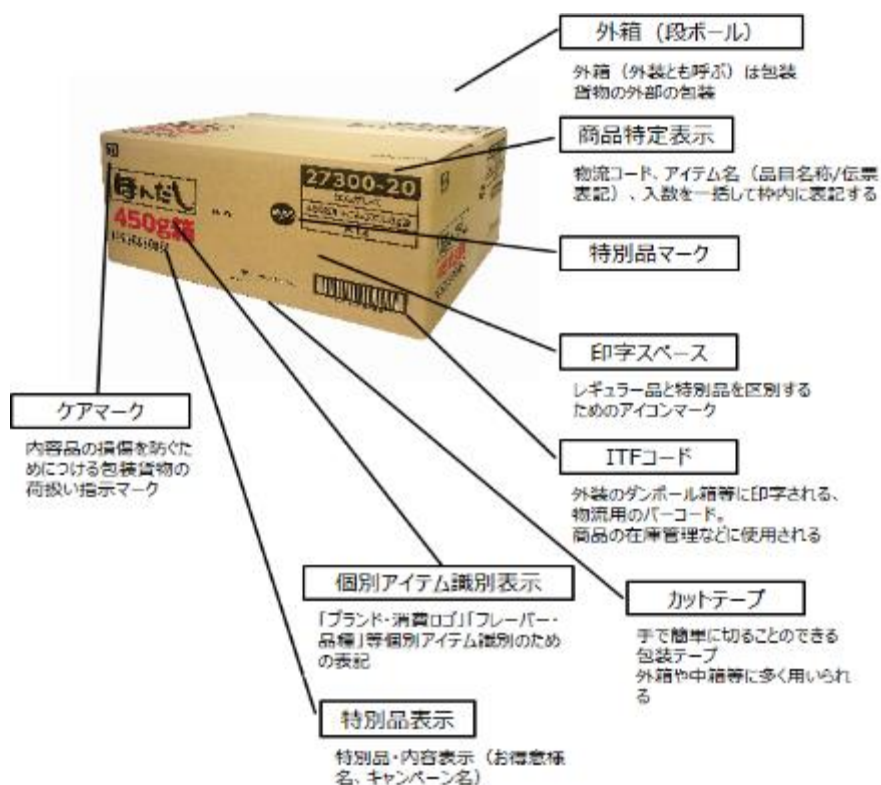 外箱（段ボール）
外箱（外装とも呼ぶ）は包装
貨物の外部の包装
商品特定表示
物流コード、アイテム名（品目名称/伝票
表記）、入数を一括して枠内に表記する
特別品マーク
印字スペース
レギュラー品と特別品を区別する
ためのアイコンマーク
ITFコード
外装のダンボール箱等に印字される、
物流用のバーコード。
商品の在庫管理などに使用される
カットテープ
手で簡単に切ることのできる
包装テープ
外箱や中箱等に多く用いられ
る
ケアマーク
内容品の損傷を防ぐた
めにつける包装貨物の
荷扱い指示マーク
個別アイテム識別表示
「ブランド・消費ロゴ」「フレーバー・
品種」等個別アイテム識別のため
の表記
特別品表示
特別品・内容表示（お得意様
名、キャンペーン名）
ほんだし
450g箱
27300-20